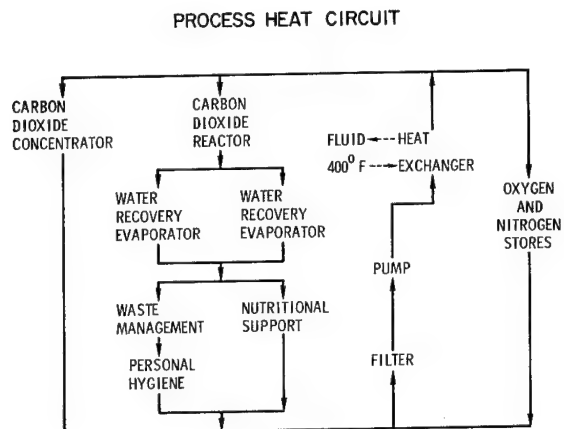 PROCESS HEAT CIRCUIT
CARBON
DIOXIDE
CONCENTRATOR
CARBON
DIOXIDE
REACTOR
FLUID HEAT
400° F EXCHANGER
WATER
RECOVERY
EVAPORATOR
WATER
RECOVERY
EVAPORATOR
OXYGEN
AND
NITROGEN
STORES
PUMP
WASTE
MANAGEMENT
NUTRITIONAL
SUPPORT
PERSONAL
HYGIENE
FILTER